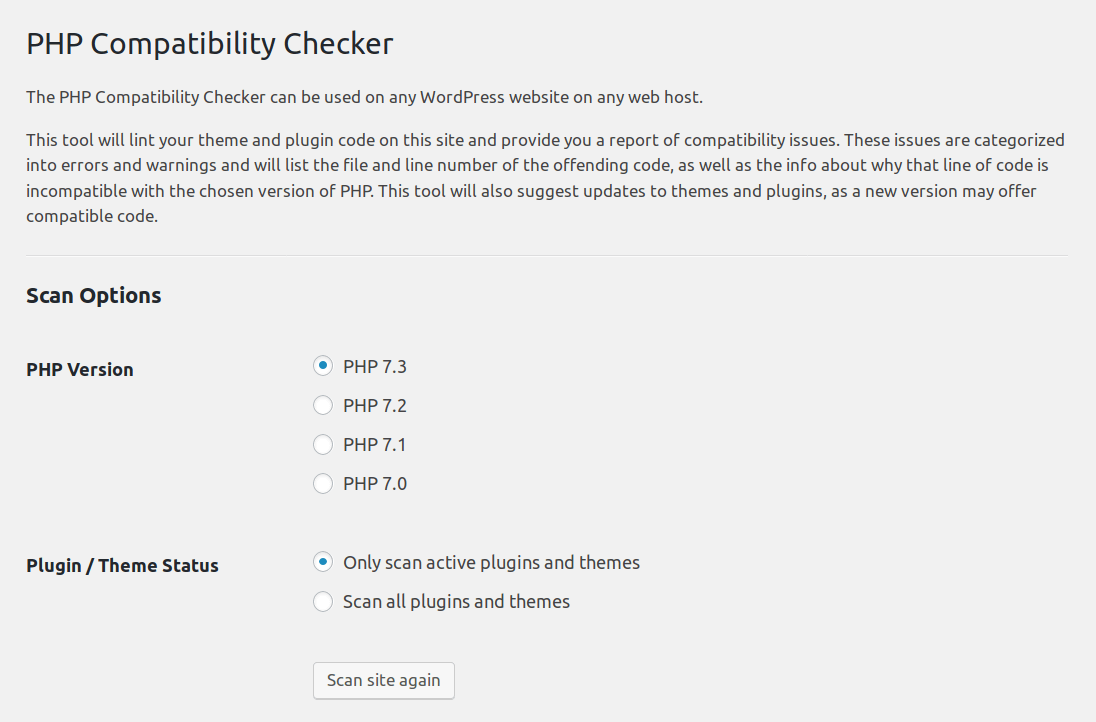 PHP Compatibility Checker
The PHP Compatibility Checker can be used on any WordPress website on any web host.
This tool will lint your theme and plugin code on this site and provide you a report of compatibility issues. These issues are categorized
into errors and warnings and will list the file and line number of the offending code, as well as the info about why that line of code is
incompatible with the chosen version of PHP. This tool will also suggest updates to themes and plugins, as a new version may offer
compatible code.
Scan Options
PHP Version
PHP 7.3
PHP 7.2
PHP 7.1
PHP 7.0
Plugin / Theme Status
Only scan active plugins and themes
Scan all plugins and themes
Scan site again